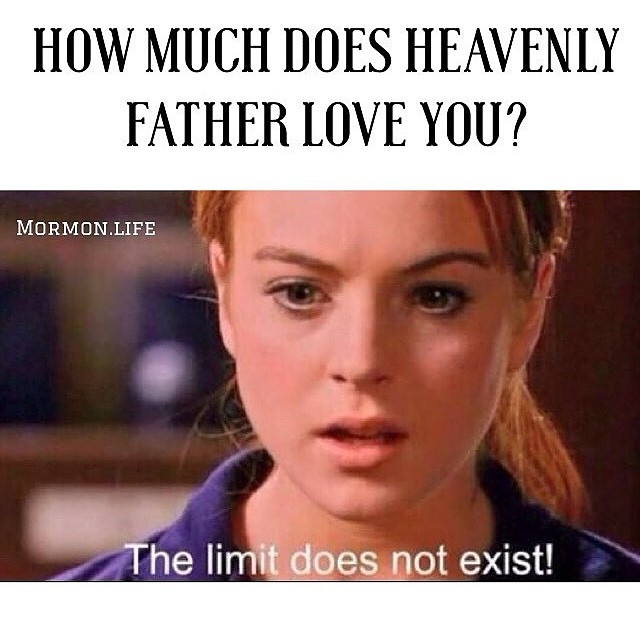 HOW MUCH DOES HEAVENLY
FATHER LOVE YOU?
MORMON.LIFE
The limit does not exist!